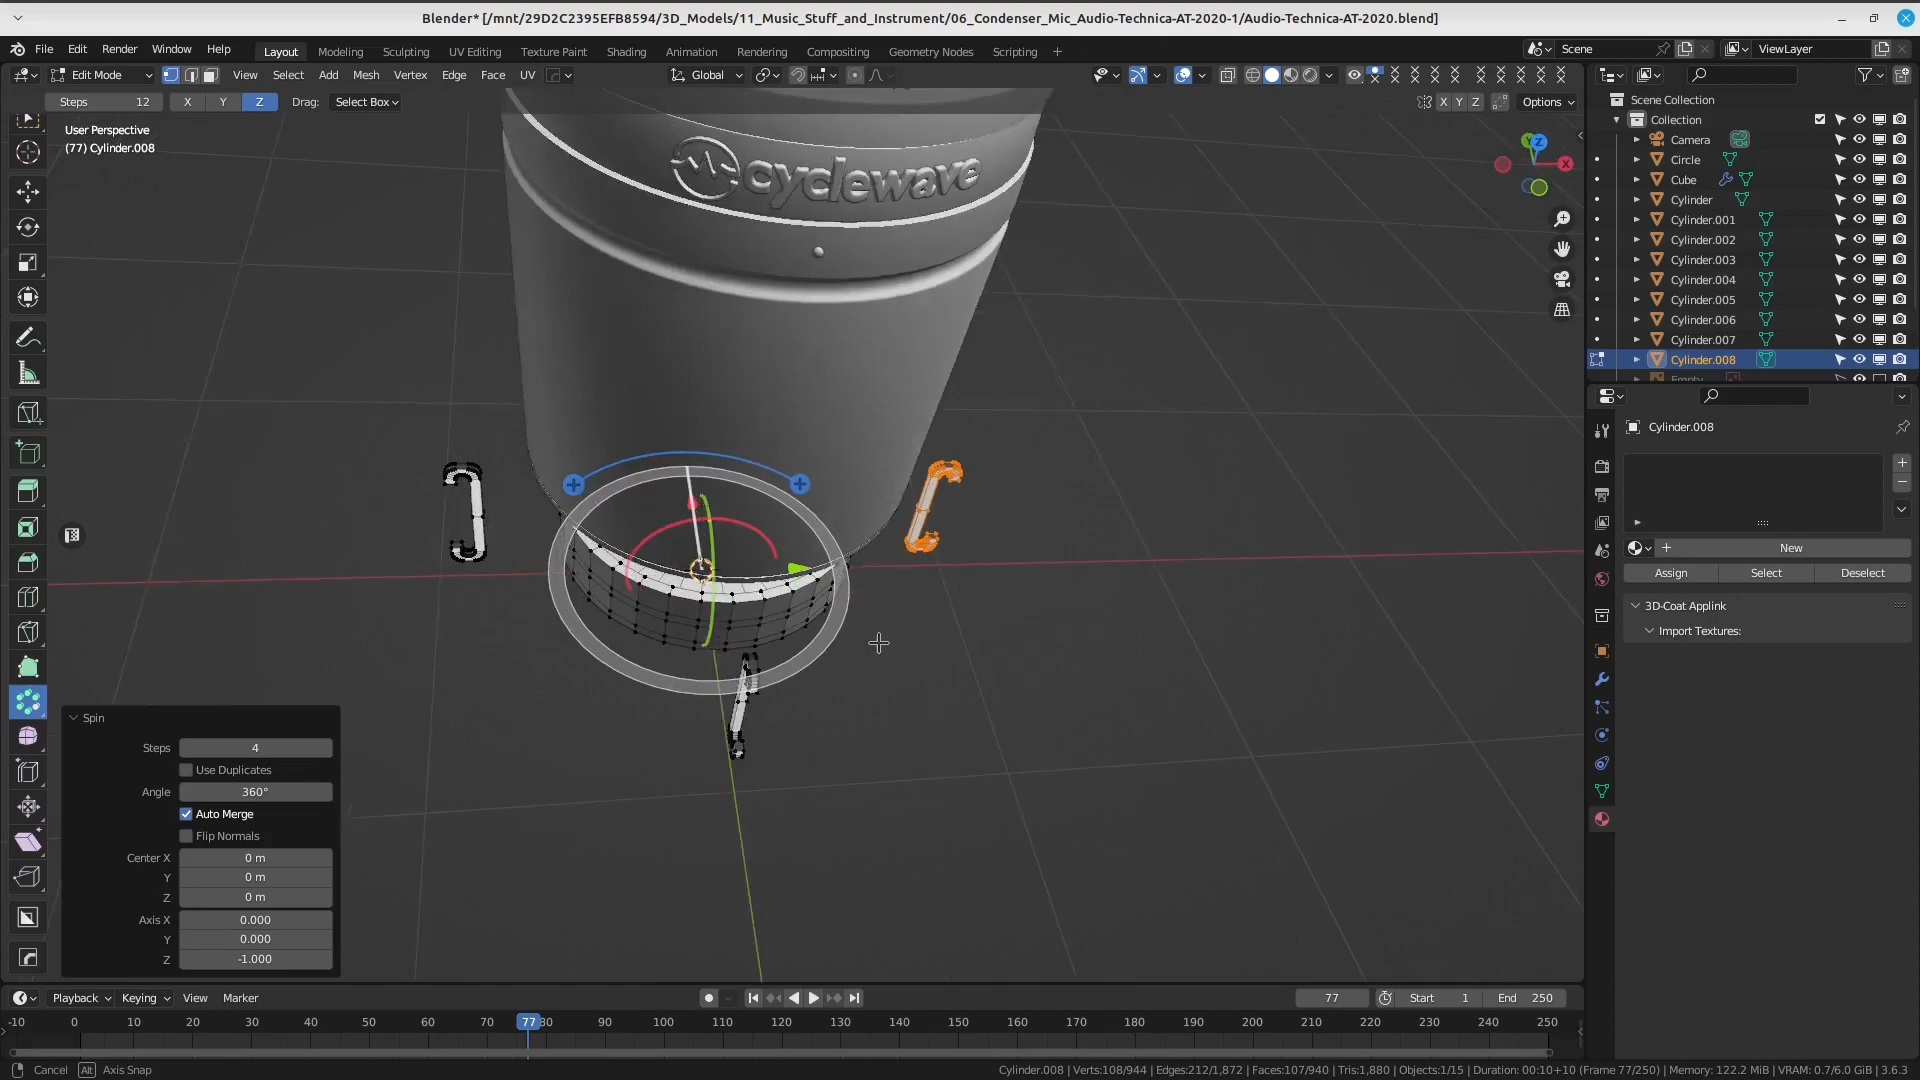 Blender* [/mnt/29D2C2395EFB8594/3D_Models/11_Music_Stuff_and_Instrument/06_Condenser_Mic_Audio-Technica-AT-2020-1/Audio-Technica-AT-2020.blend]
File Edit Render Window Help Layout Modeling Sculpting UV Editing Texture Paint Shading Animation Rendering Compositing Geometry Nodes Scripting + Scene ViewLayer
Edit Mode View Select Add Mesh Vertex Edge Face UV Global
Steps 12 X Y Z Drag: Select Box X Y Z Options
User Perspective
(77) Cylinder.008
cyclewave
Z
X
Scene Collection
Collection
Camera
Circle
Cube
Cylinder
Cylinder.001
Cylinder.002
Cylinder.003
Cylinder.004
Cylinder.005
Cylinder.006
Cylinder.007
Cylinder.008
Empty
Cylinder.008
New
Assign Select Deselect
3D-Coat Applink
Import Textures:
Spin
Steps 4
Use Duplicates
Angle 360°
Auto Merge
Flip Normals
Center X 0 m
Y 0 m
Z 0 m
Axis X 0.000
Y 0.000
Z -1.000
Playback Keying View Marker 77 Start 1 End 250
-10 0 10 20 30 40 50 60 70 77 80 90 100 110 120 130 140 150 160 170 180 190 200 210 220 230 240 250
Cancel Alt Axis Snap Cylinder.008 | Verts:108/944 | Edges:212/1,872 | Faces:107/940 | Tris:1,880 | Objects:1/15 | Duration: 00:10+10 (Frame 77/250) | Memory: 122.2 MiB | VRAM: 0.7/6.0 GiB | 3.6.3